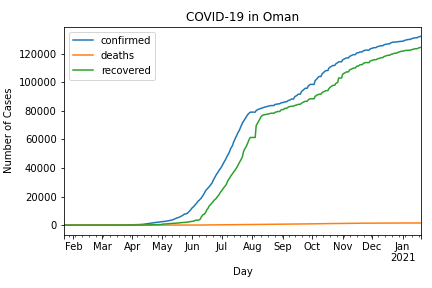 COVID-19 in Oman
confirmed
deaths
recovered
Number of Cases
120000
100000
80000
60000
40000
20000
0
Feb Mar Apr May Jun Jul Aug Sep Oct Nov Dec Jan
2021
Day